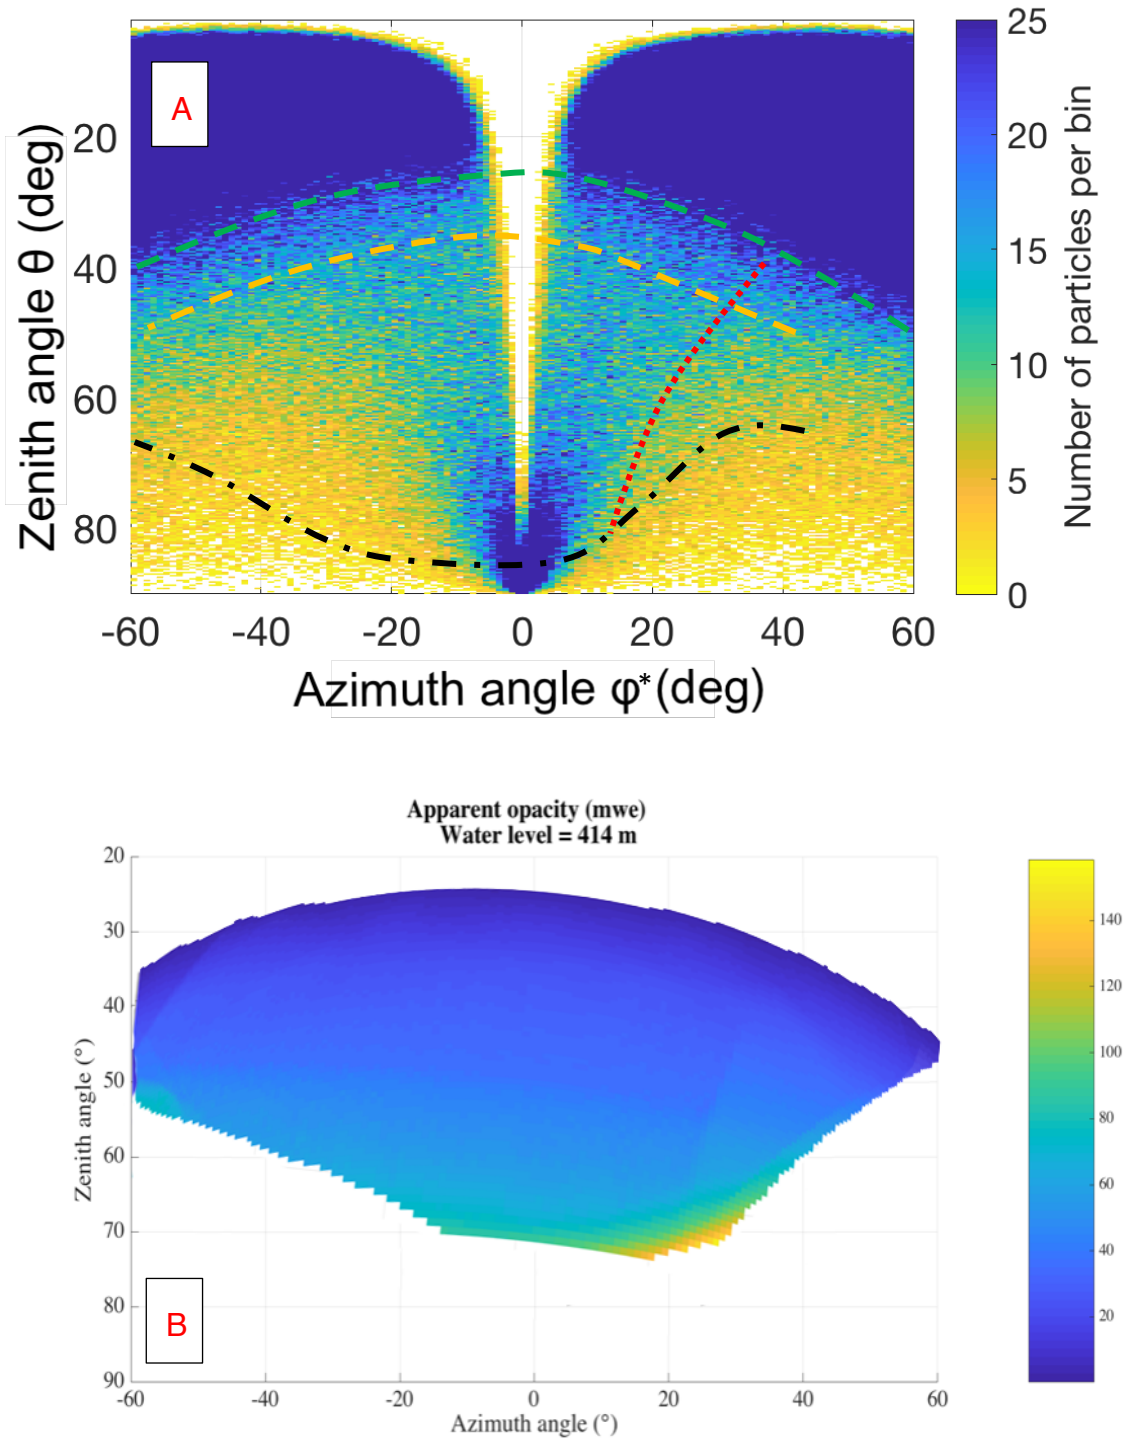 A
20
40
60
80
Zenith angle θ (deg)
-60 -40 -20 0 20 40 60
Azimuth angle φ*(deg)
25
20
15
10
5
0
Number of particles per bin
Apparent opacity (mwe)
Water level = 414 m
20
30
40
50
60
70
80
90
Zenith angle (°)
B
-60 -40 -20 0 20 40 60
Azimuth angle (°)
140
120
100
80
60
40
20